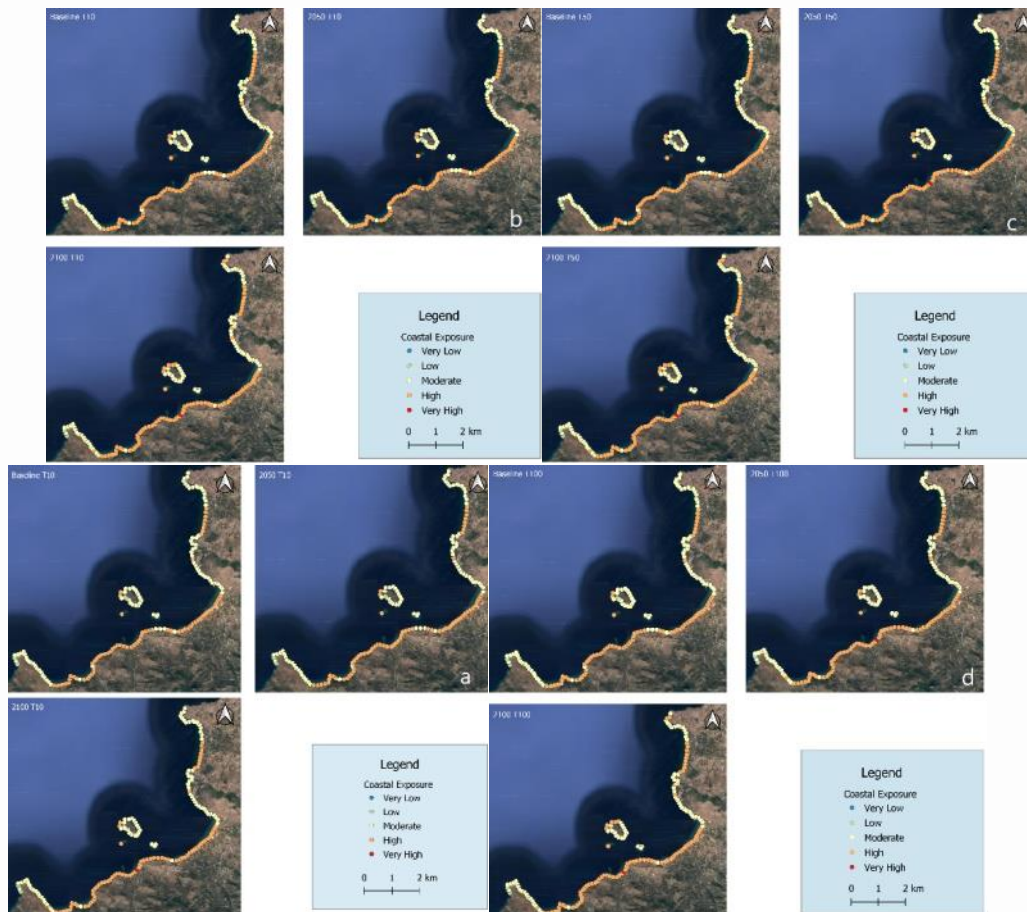 Baseline T10
2050 T10
b
2100 T10
Legend
Coastal Exposure
Very Low
Low
Moderate
High
Very High
0 1 2 km
Baseline T50
2050 T50
c
2100 T50
Legend
Coastal Exposure
Very Low
Low
Moderate
High
Very High
0 1 2 km
Baseline T10
2050 T10
a
2100 T10
Legend
Coastal Exposure
Very Low
Low
Moderate
High
Very High
0 1 2 km
Baseline T100
2050 T100
d
2100 T100
Legend
Coastal Exposure
Very Low
Low
Moderate
High
Very High
0 1 2 km